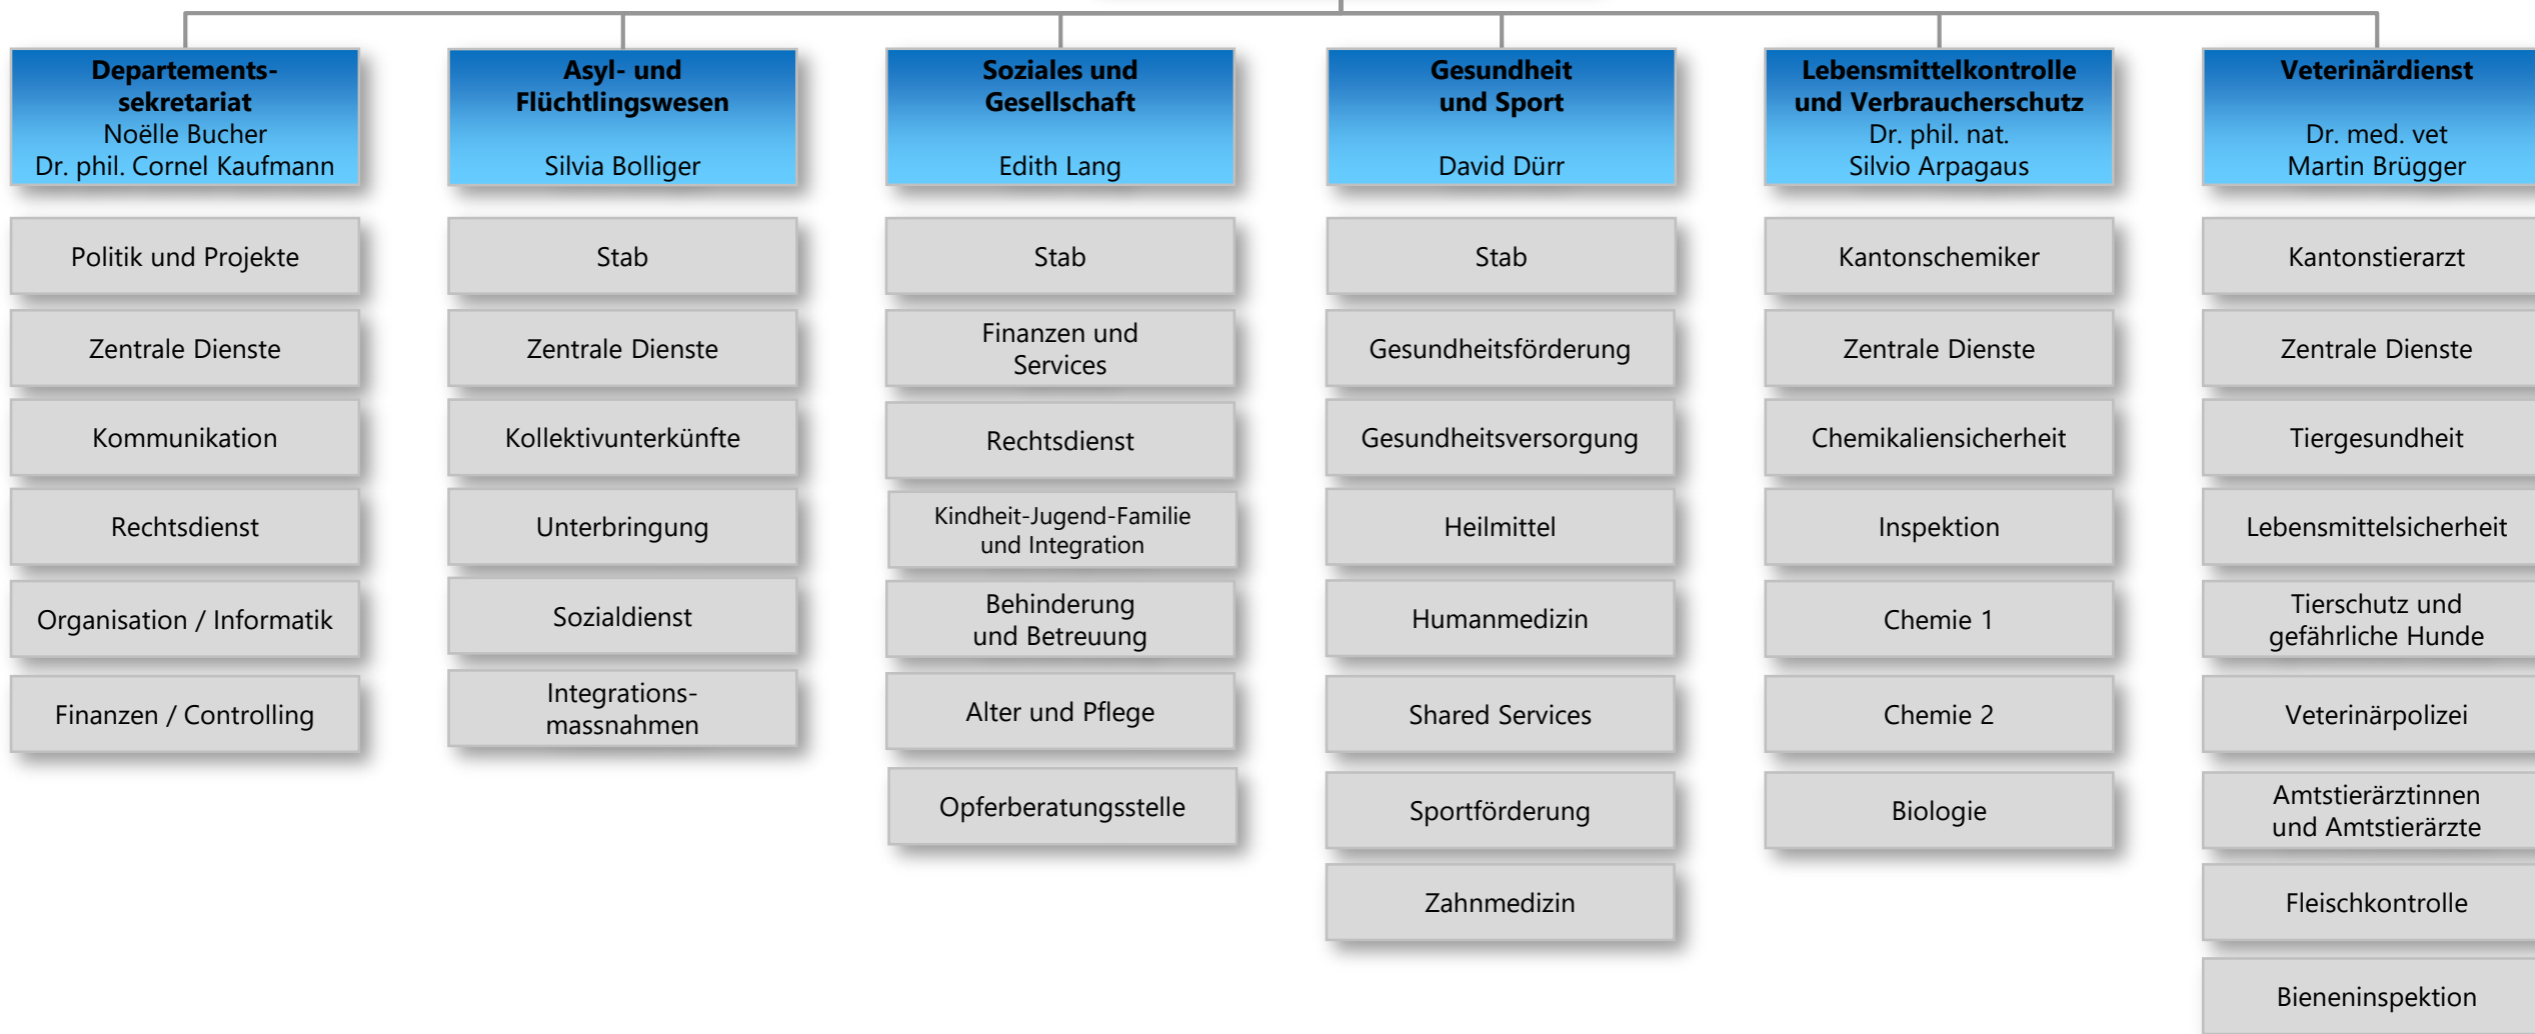 Departements-
sekretariat
Noëlle Bucher
Dr. phil. Cornel Kaufmann
Politik und Projekte
Zentrale Dienste
Kommunikation
Rechtsdienst
Organisation / Informatik
Finanzen / Controlling
Asyl- und
Flüchtlingswesen
Silvia Bolliger
Stab
Zentrale Dienste
Kollektivunterkünfte
Unterbringung
Sozialdienst
Integrations-
massnahmen
Soziales und
Gesellschaft
Edith Lang
Stab
Finanzen und
Services
Rechtsdienst
Kindheit-Jugend-Familie
und Integration
Behinderung
und Betreuung
Alter und Pflege
Opferberatungsstelle
Gesundheit
und Sport
David Dürr
Stab
Gesundheitsförderung
Gesundheitsversorgung
Heilmittel
Humanmedizin
Shared Services
Sportförderung
Zahnmedizin
Lebensmittelkontrolle
und Verbraucherschutz
Dr. phil. nat.
Silvio Arpagaus
Kantonschemiker
Zentrale Dienste
Chemikaliensicherheit
Inspektion
Chemie 1
Chemie 2
Biologie
Veterinärdienst
Dr. med. vet
Martin Brügger
Kantonstierarzt
Zentrale Dienste
Tiergesundheit
Lebensmittelsicherheit
Tierschutz und
gefährliche Hunde
Veterinärpolizei
Amtstierärztinnen
und Amtstierärzte
Fleischkontrolle
Bieneninspektion